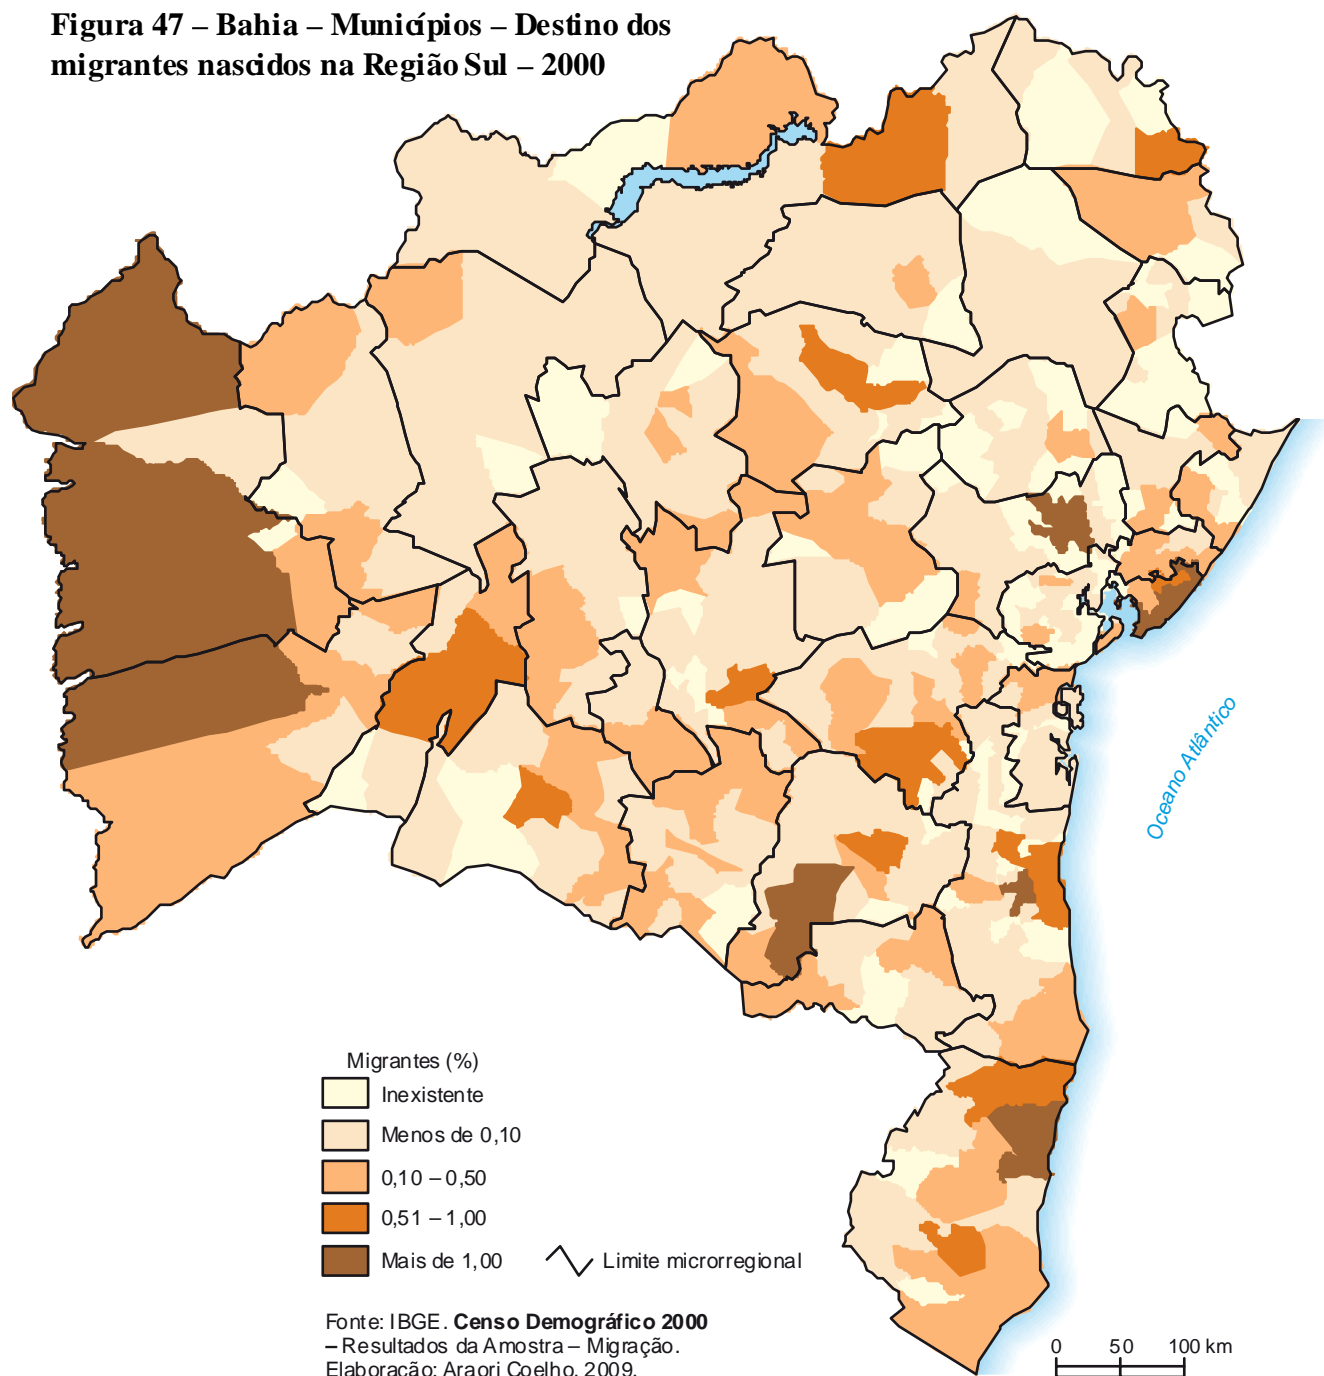 Figura 47 – Bahia – Municípios – Destino dos
migrantes nascidos na Região Sul – 2000
Oceano Atlântico
Migrantes (%)
Inexistente
Menos de 0,10
0,10 – 0,50
0,51 – 1,00
Mais de 1,00
Limite microrregional
Fonte: IBGE. Censo Demográfico 2000
– Resultados da Amostra – Migração.
Elaboração: Araori Coelho, 2009.
0 50 100 km